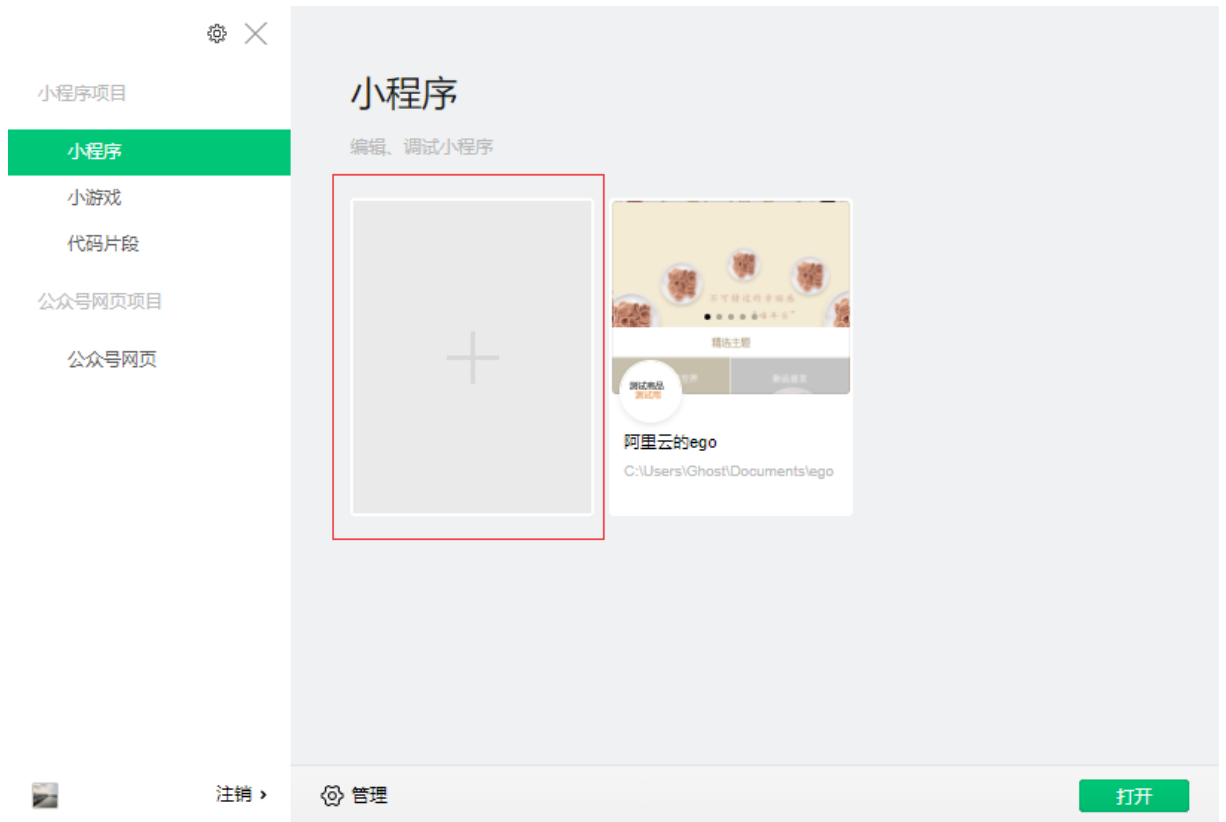 小程序项目
小程序
小游戏
代码片段
公众号网页项目
公众号网页
注销
小程序
编辑、调试小程序
精选主题
测试商品
测试用
阿里云的ego
C:\Users\Ghost\Documents\ego
管理
打开